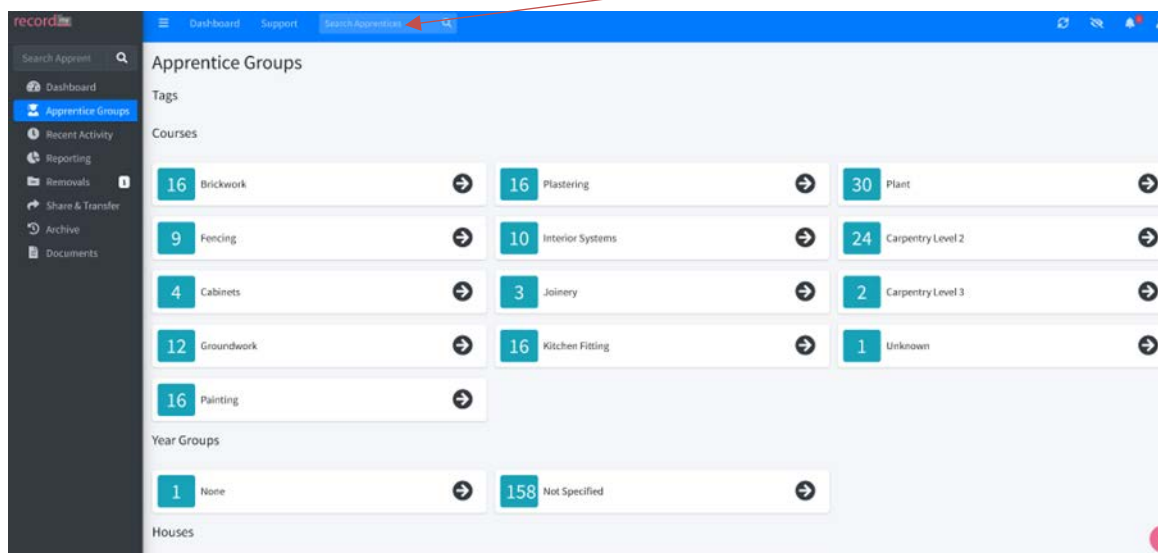 record
Dashboard Support Search Apprentices
Search Apprent
Dashboard
Apprentice Groups
Recent Activity
Reporting
Removals 1
Share & Transfer
Archive
Documents
Apprentice Groups
Tags
Courses
16 Brickwork
16 Plastering
30 Plant
9 Fencing
10 Interior Systems
24 Carpentry Level 2
4 Cabinets
3 Joinery
2 Carpentry Level 3
12 Groundwork
16 Kitchen Fitting
1 Unknown
16 Painting
Year Groups
1 None
158 Not Specified
Houses